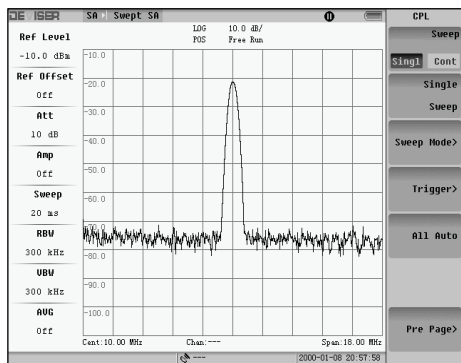 DEVISER SA Swept SA CPL
LOG 10.0 dB/
POS Free Run
Ref Level
-10.0 dBm
Ref Offset
Off
Att
10 dB
Amp
Off
Sweep
20 ms
RBW
300 kHz
VBW
300 kHz
AVG
Off
-10.0
-20.0
-30.0
-40.0
-50.0
-60.0
-70.0
-80.0
-90.0
-100.0
Cent:10.00 MHz Chan:--- Span:18.00 MHz
--- 2000-01-08 20:57:58
Sweep
Singl Cont
Single
Sweep
Sweep Mode>
Trigger>
All Auto
Pre Page>